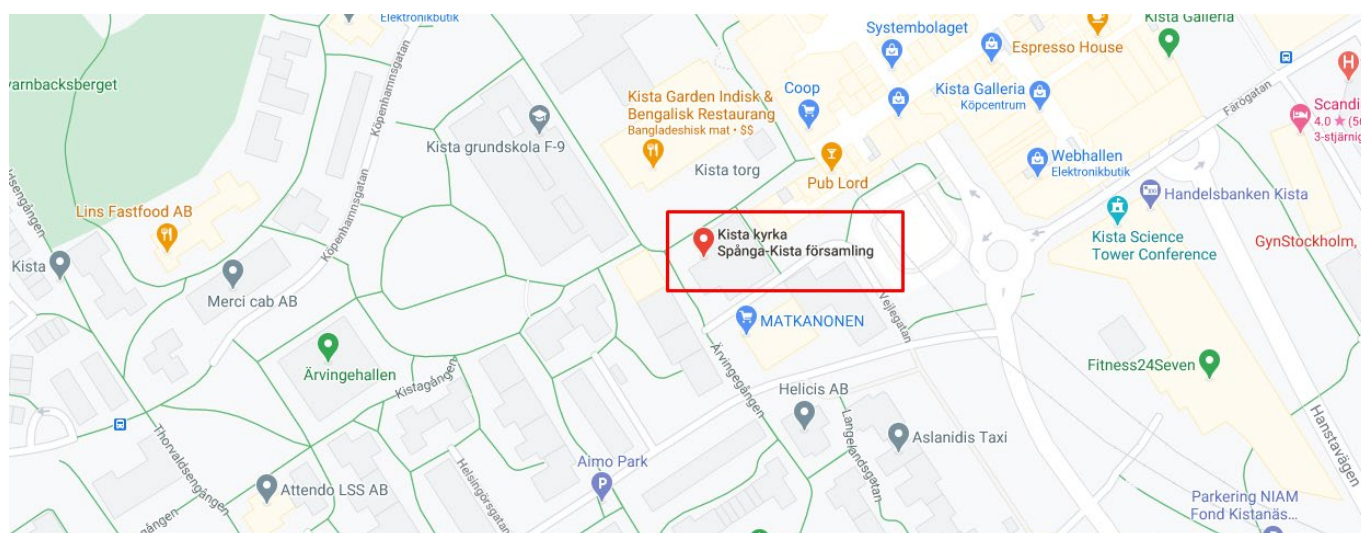 Elektronikbutik
Systembolaget
Kista Galleria
Espresso House
varnbacksberget
Köpenhamnsgatan
Kista Garden Indisk &
Bengalisk Restaurang
Bangladeshisk mat • $$
Coop
Kista Galleria
Köpcentrum
Färögatan
Scandi
4.0 ★ (50
3-stjärnig
Kista grundskola F-9
Kista torg
Pub Lord
Webhallen
Elektronikbutik
Handelsbanken Kista
Lins Fastfood AB
Köpenhamnsgatan
Kista kyrka
Spånga-Kista församling
Kista Science
Tower Conference
GynStockholm,
Kista
Merci cab AB
MATKANONEN
Vejlegatan
Ärvingehallen
Kistagången
Ärvingegången
Helicis AB
Fitness24Seven
Hanstavägen
Thorvaldsengången
Helsingörsgatan
Aimo Park
P
Langelandsgatan
Aslanidis Taxi
Attendo LSS AB
Parkering NIAM
Fond Kistanäs...